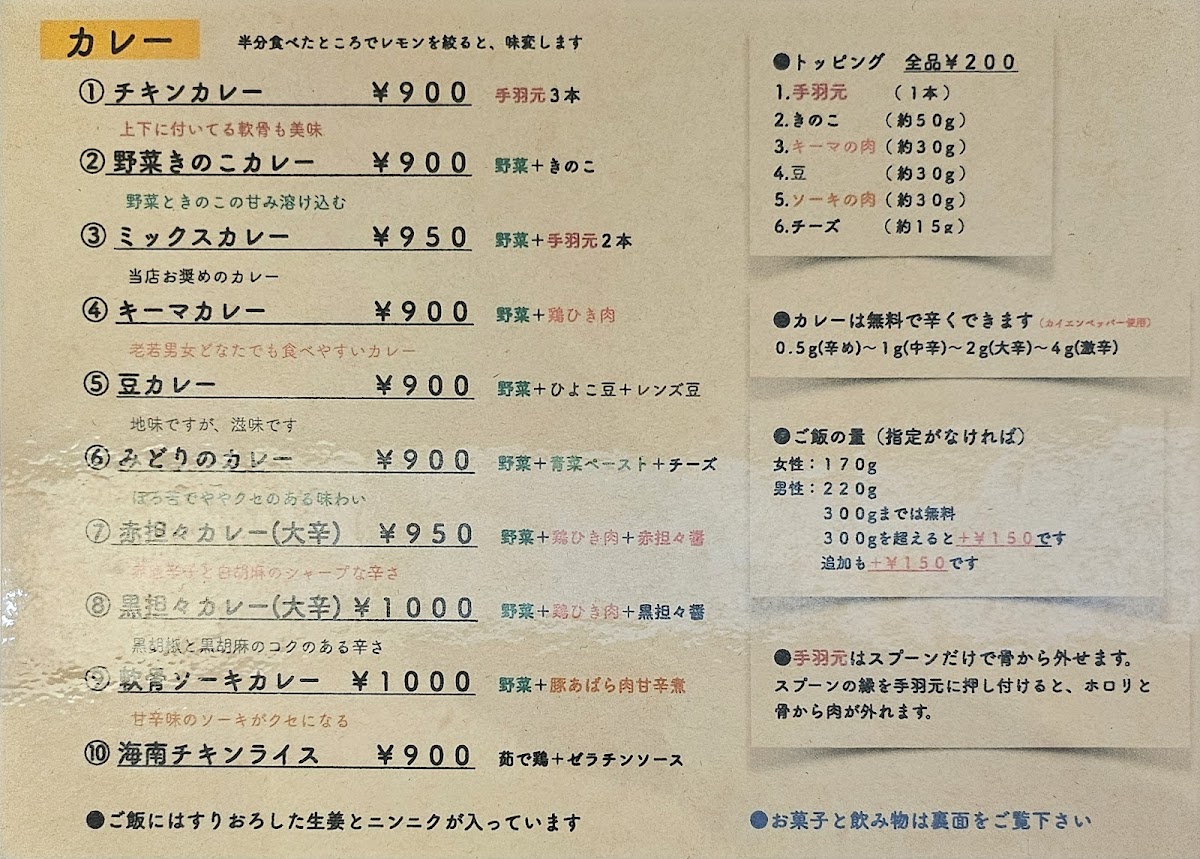 カレー
半分食べたところでレモンを絞ると、味変します
① チキンカレー ￥９００ 手羽元３本
上下に付いてる軟骨も美味
② 野菜きのこカレー ￥９００ 野菜＋きのこ
野菜ときのこの甘み溶け込む
③ ミックスカレー ￥９５０ 野菜＋手羽元２本
当店お奨めのカレー
④ キーマカレー ￥９００ 野菜＋鶏ひき肉
老若男女どなたでも食べやすいカレー
⑤ 豆カレー ￥９００ 野菜＋ひよこ豆＋レンズ豆
地味ですが、滋味です
⑥ みどりのカレー ￥９００ 野菜＋青菜ペースト＋チーズ
ほろ苦でややクセのある味わい
⑦ 赤担々カレー(大辛) ￥９５０ 野菜＋鶏ひき肉＋赤担々醤
白胡麻のシャープな辛さ
⑧ 黒担々カレー(大辛) ￥１０００ 野菜＋鶏ひき肉＋黒担々醤
黒胡椒と黒胡麻のコクのある辛さ
⑨ 軟骨ソーキカレー ￥１０００ 野菜＋豚あばら肉甘辛煮
甘辛味のソーキがクセになる
⑩ 海南チキンライス ￥９００ 茹で鶏＋ゼラチンソース
●ご飯にはすりおろした生姜とニンニクが入っています
●トッピング 全品￥２００
1.手羽元 （１本）
2.きのこ （約５０ｇ）
3.キーマの肉（約３０ｇ）
4.豆 （約３０ｇ）
5.ソーキの肉（約３０ｇ）
6.チーズ （約１５ｇ）
●カレーは無料で辛くできます（カイエンペッパー使用）
０.５g(辛め)～１g(中辛)～２g(大辛)～４g(激辛)
●ご飯の量（指定がなければ）
女性：１７０g
男性：２２０g
３００gまでは無料
３００gを超えると＋￥１５０です
追加も＋￥１５０です
●手羽元はスプーンだけで骨から外せます。
スプーンの縁を手羽元に押し付けると、ホロリと
骨から肉が外れます。
●お菓子と飲み物は裏面をご覧下さい